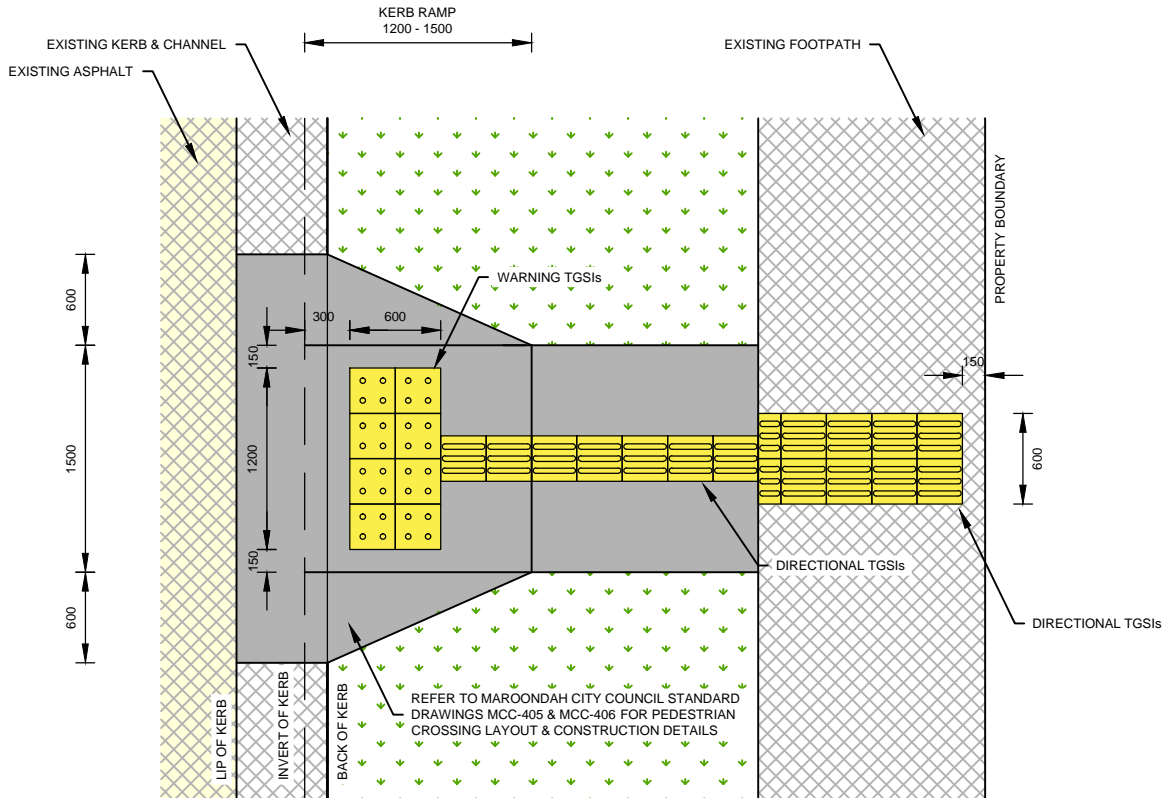 KERB RAMP
1200 - 1500
EXISTING KERB & CHANNEL
EXISTING FOOTPATH
EXISTING ASPHALT
PROPERTY BOUNDARY
WARNING TGSIs
600
300
600
150
150
1500
1200
600
150
DIRECTIONAL TGSIs
600
DIRECTIONAL TGSIs
REFER TO MAROONDAH CITY COUNCIL STANDARD
DRAWINGS MCC-405 & MCC-406 FOR PEDESTRIAN
CROSSING LAYOUT & CONSTRUCTION DETAILS
LIP OF KERB
INVERT OF KERB
BACK OF KERB